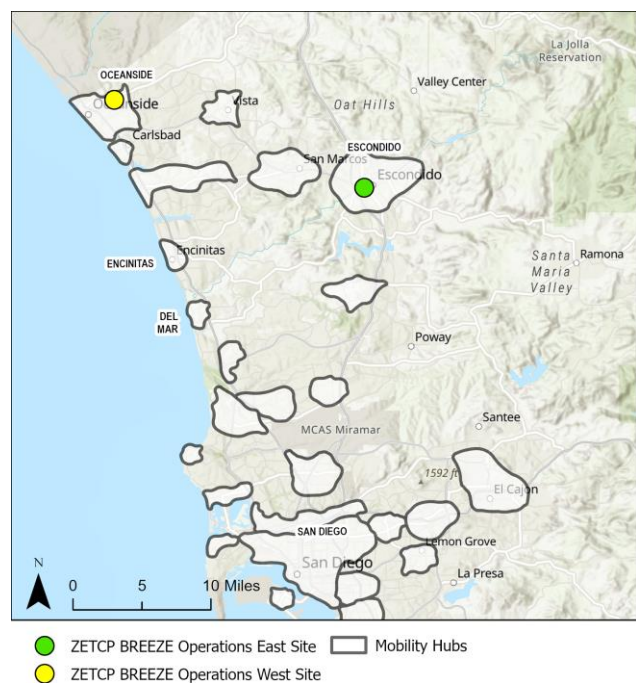 La Jolla
Reservation
OCEANSIDE
Valley Center
Vista
Oat Hills
Carlsbad
ESCONDIDO
San Marcos
Escondido
Encinitas
ENCINITAS
Santa
Maria
Valley
Ramona
DEL
MAR
Poway
Santee
MCAS Miramar
1592 ft
El Cajon
SAN DIEGO
Lemon Grove
San Diego
La Presa
N
0 5 10 Miles
ZETCP BREEZE Operations East Site Mobility Hubs
ZETCP BREEZE Operations West Site